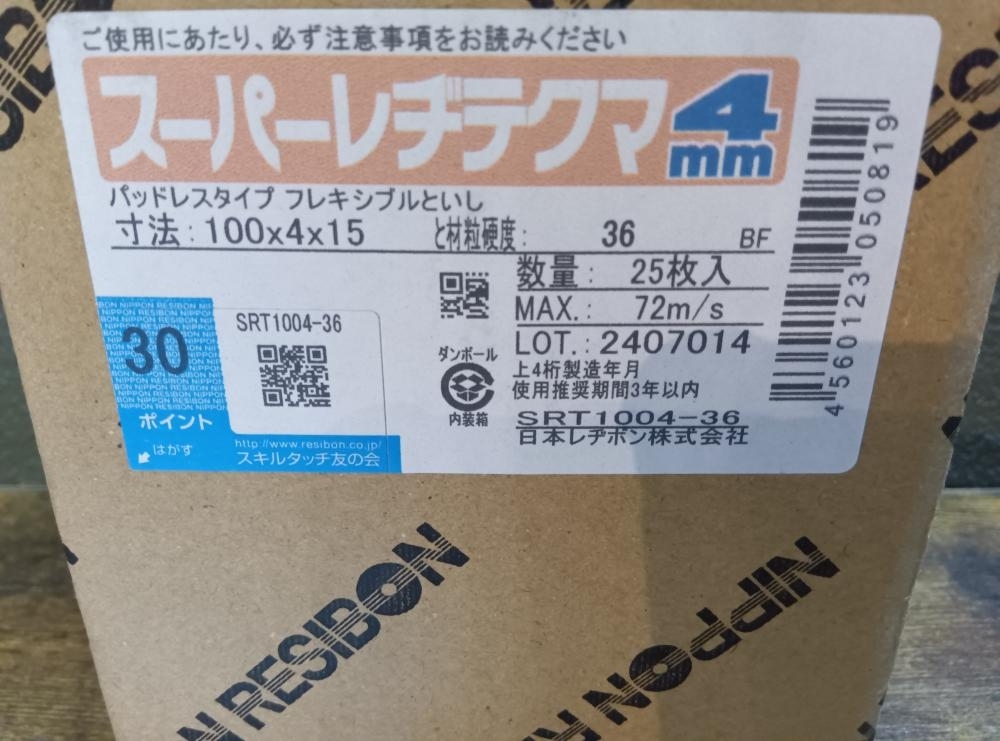 ご使用にあたり、必ず注意事項をお読みください
スーパーレヂテクマ4mm
パッドレスタイプ フレキシブルといし
寸法：100x4x15 と材粒硬度： 36 BF
数量： 25枚入
MAX.： 72m/s
LOT.：2407014
上4桁製造年月
使用推奨期間3年以内
SRT1004-36
日本レヂボン株式会社
ダンボール
内装箱
30
ポイント
はがす
SRT1004-36
http://www.resibon.co.jp/
スキルタッチ友の会
4560123050819
RESIBON
NIPPON